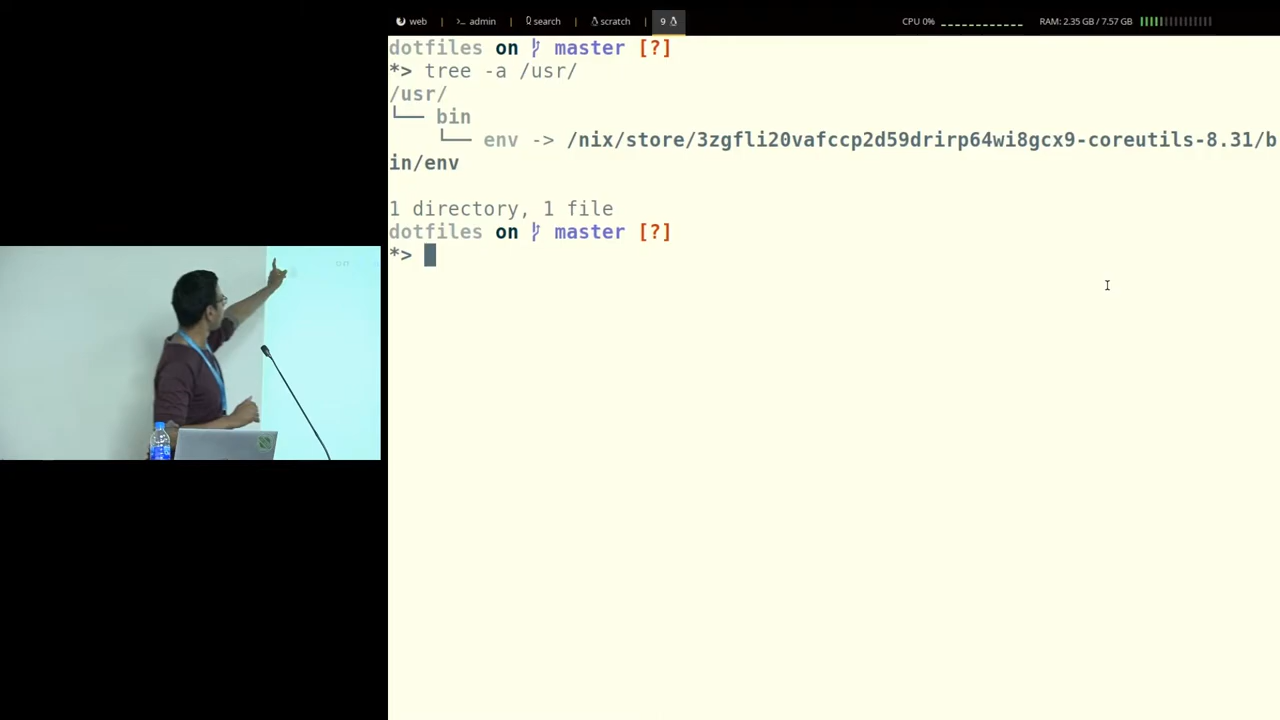 web | >_ admin | search | scratch | 9 CPU 0% RAM: 2.35 GB / 7.57 GB
dotfiles on master [?]
*> tree -a /usr/
/usr/
└── bin
    └── env -> /nix/store/3zgfli20vafccp2d59drirp64wi8gcx9-coreutils-8.31/b
in/env
1 directory, 1 file
dotfiles on master [?]
*>